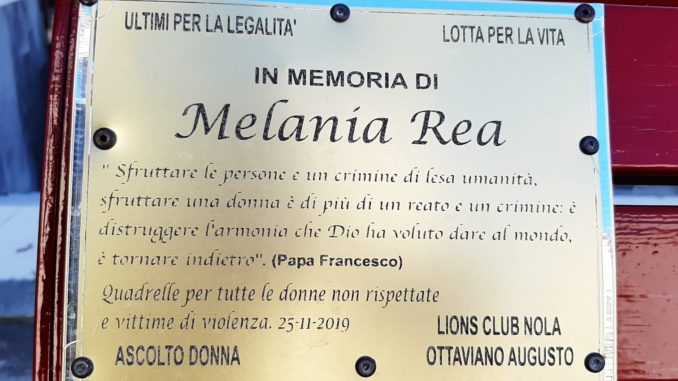 ULTIMI PER LA LEGALITA'
LOTTA PER LA VITA
IN MEMORIA DI
Melania Rea
" Sfruttare le persone e un crimine di lesa umanità,
sfruttare una donna è di più di un reato e un crimine: è
distruggere l'armonia che Dio ha voluto dare al mondo,
è tornare indietro". (Papa Francesco)
Quadrelle per tutte le donne non rispettate
e vittime di violenza. 25-11-2019
LIONS CLUB NOLA
ASCOLTO DONNA
OTTAVIANO AUGUSTO